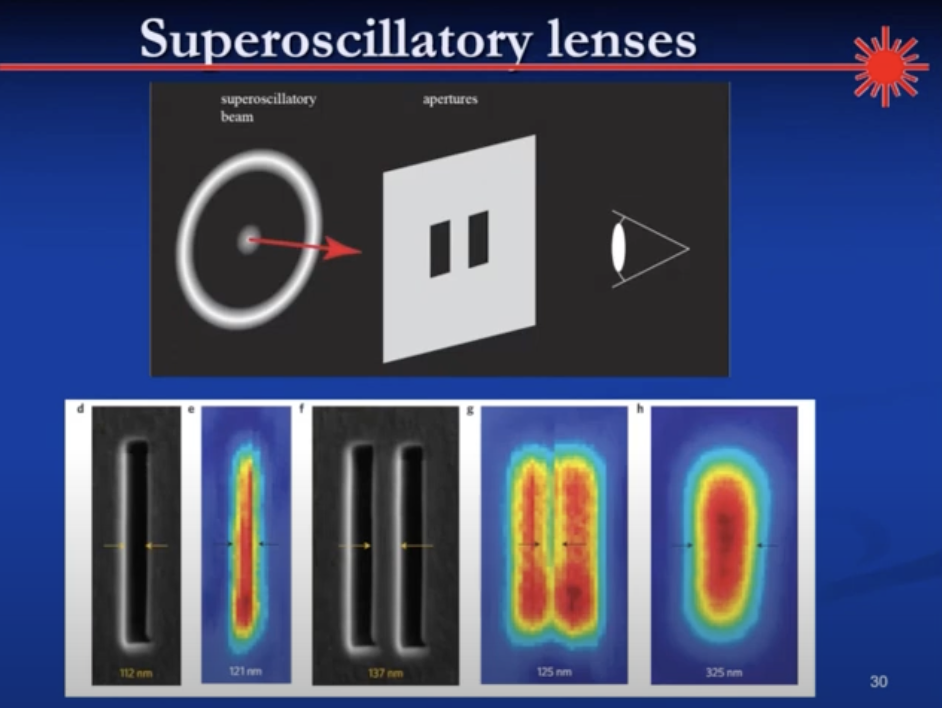 Superoscillatory lenses
superoscillatory
beam
apertures
d
e
f
g
h
112 nm
121 nm
137 nm
125 nm
325 nm
30